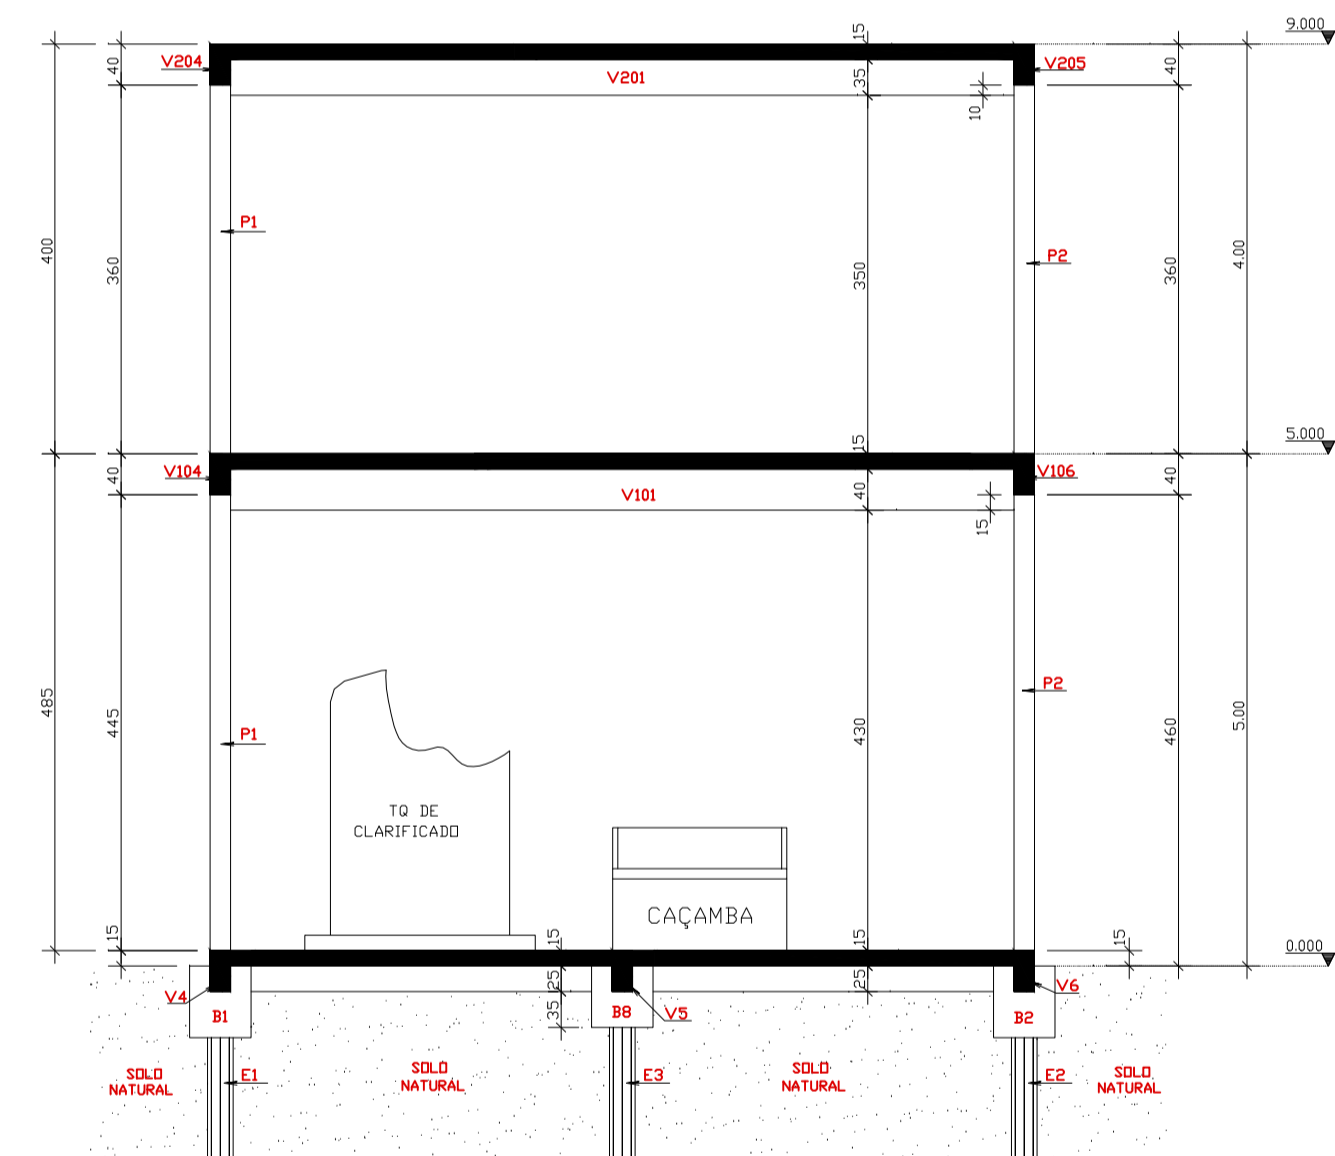 9.000
15
V204
40
V201
35
V205
40
10
P1
400
360
350
P2
360
4.00
5.000
15
V104
40
V101
40
V106
40
15
P2
485
445
P1
430
460
5.00
TQ DE
CLARIFICADO
CAÇAMBA
15
15
15
15
0.000
25
25
V4
V6
B1
35
B8
V5
B2
SOLO
NATURAL
E1
SOLO
NATURAL
E3
SOLO
NATURAL
E2
SOLO
NATURAL